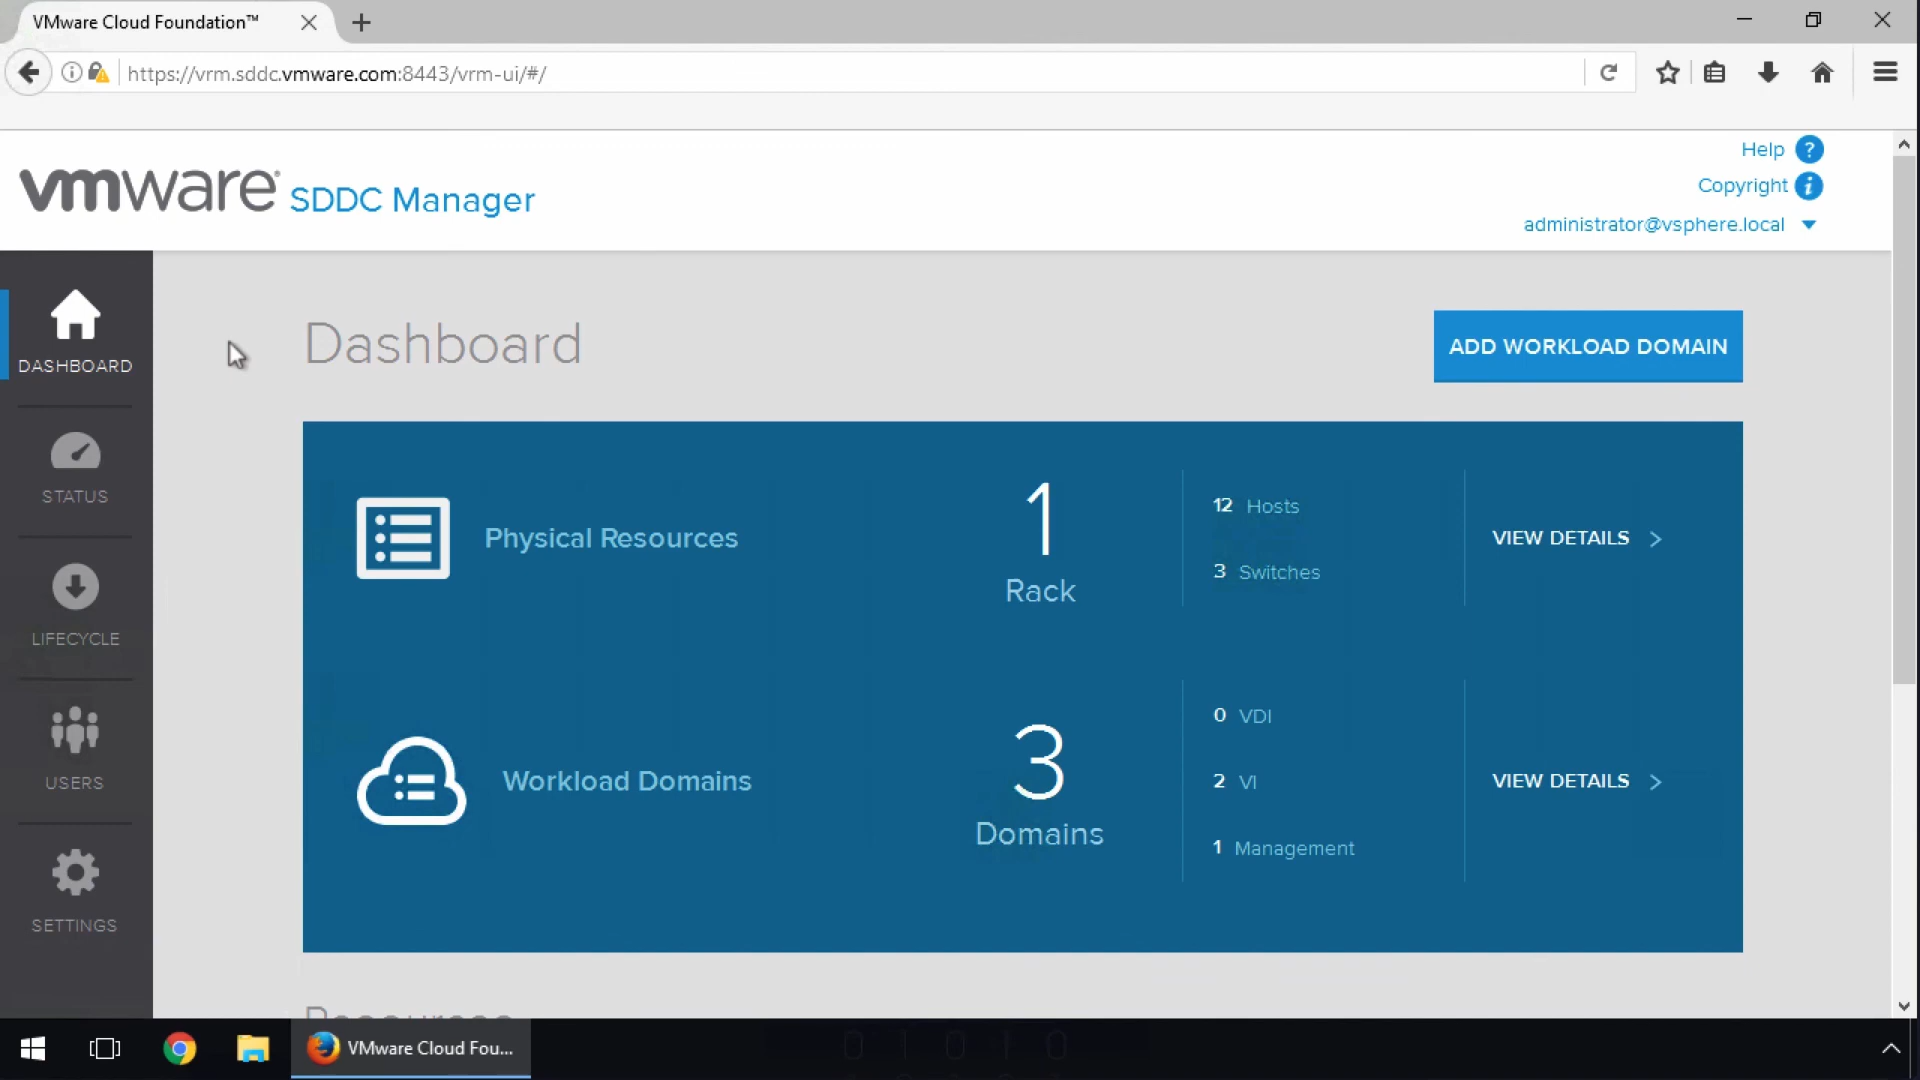 VMware Cloud Foundation™
https://vrm.sddc.vmware.com:8443/vrm-ui/#/
Help ?
Copyright i
vmware SDDC Manager
administrator@vsphere.local
DASHBOARD
STATUS
LIFECYCLE
USERS
SETTINGS
Dashboard
ADD WORKLOAD DOMAIN
Physical Resources
1
Rack
12 Hosts
3 Switches
VIEW DETAILS >
Workload Domains
3
Domains
0 VDI
2 VI
1 Management
VIEW DETAILS >
Resources
VMware Cloud Fou...